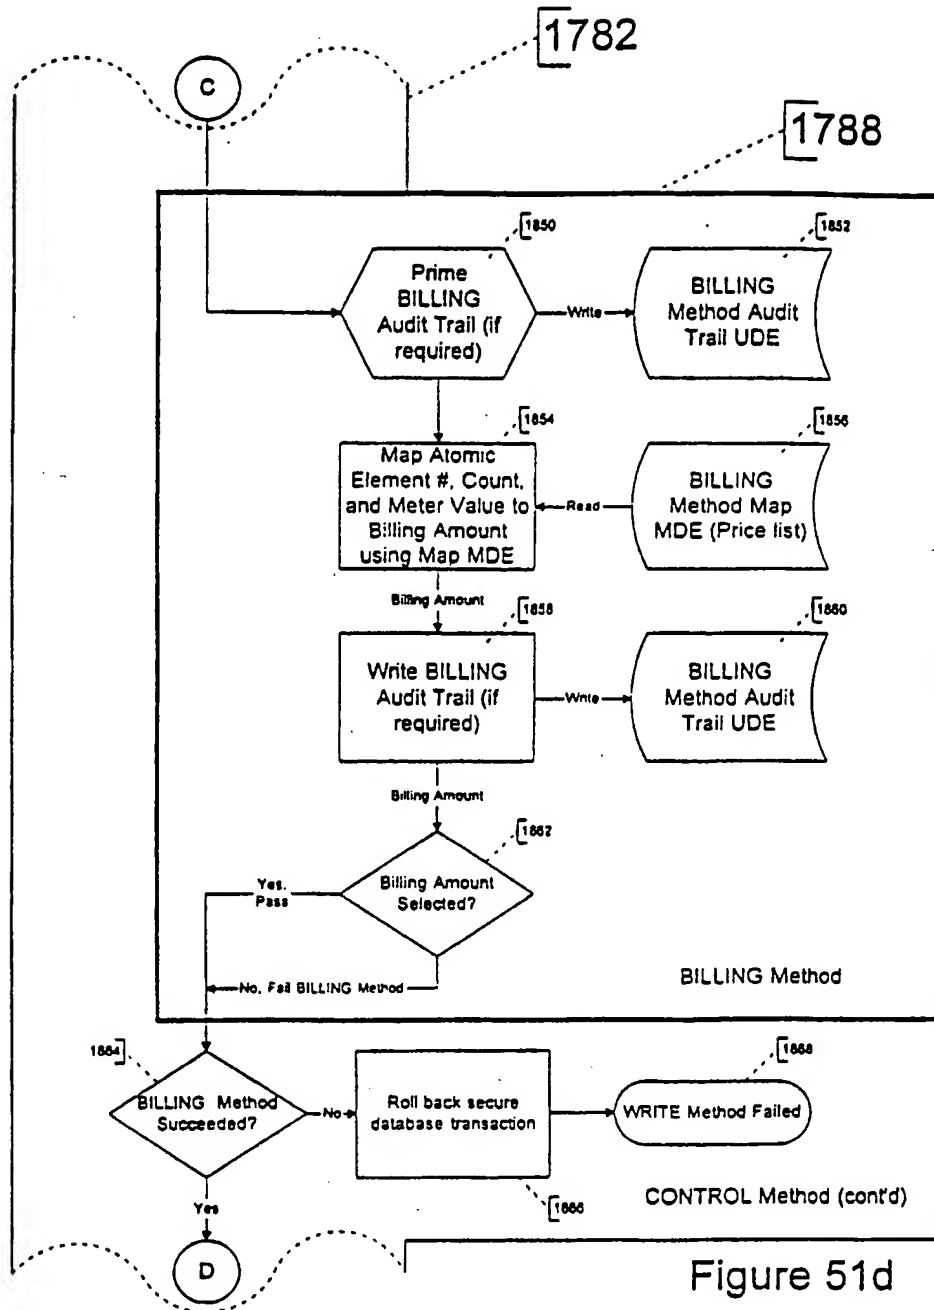 1782
C
1788
1850
1852
Prime
BILLING
Audit Trail (if
required)
Write
BILLING
Method Audit
Trail UDE
1854
1856
Map Atomic
Element #, Count,
and Meter Value to
Billing Amount
using Map MDE
Read
BILLING
Method Map
MDE (Price list)
Billing Amount
1858
1860
Write BILLING
Audit Trail (if
required)
Write
BILLING
Method Audit
Trail UDE
Billing Amount
1862
Yes,
Pass
Billing Amount
Selected?
No, Fail BILLING Method
BILLING Method
1864
1868
BILLING Method
Succeeded?
No
Roll back secure
database transaction
WRITE Method Failed
1866
CONTROL Method (cont'd)
Yes
D
Figure 51d